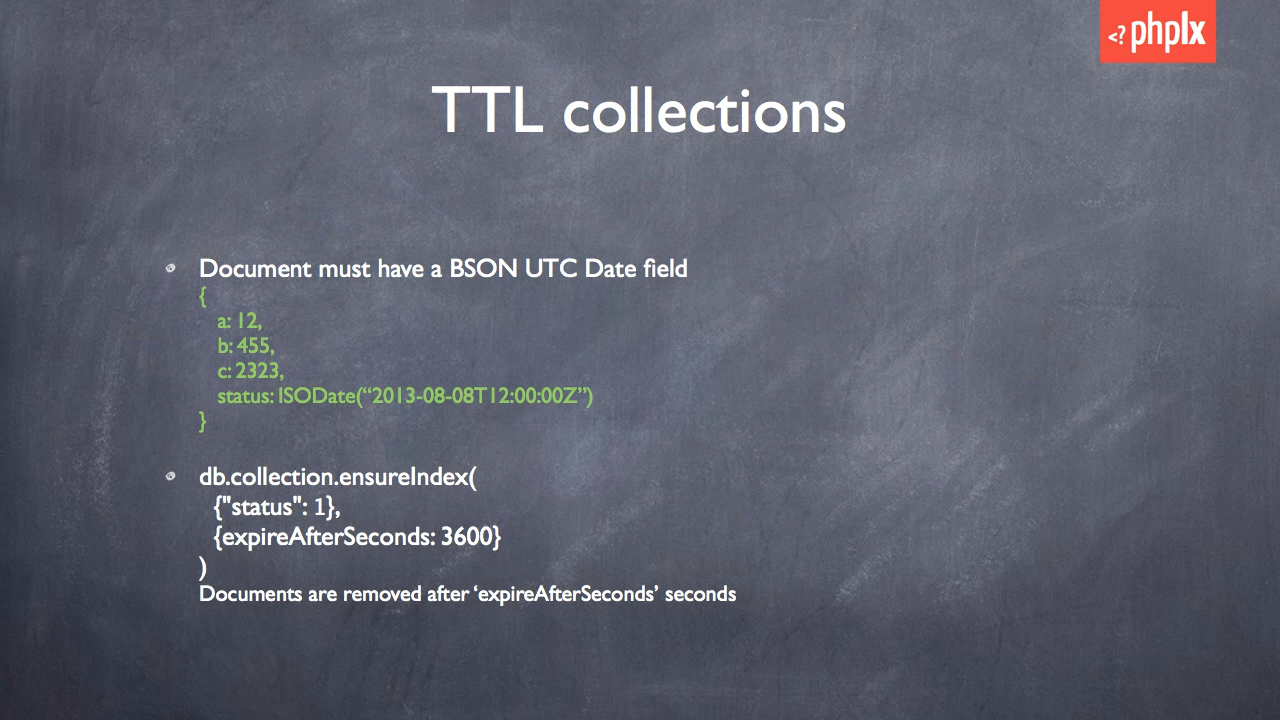 <? phplx
TTL collections
Document must have a BSON UTC Date field
{
a: 12,
b: 455,
c: 2323,
status: ISODate(“2013-08-08T12:00:00Z”)
}
db.collection.ensureIndex(
{"status": 1},
{expireAfterSeconds: 3600}
)
Documents are removed after ‘expireAfterSeconds’ seconds